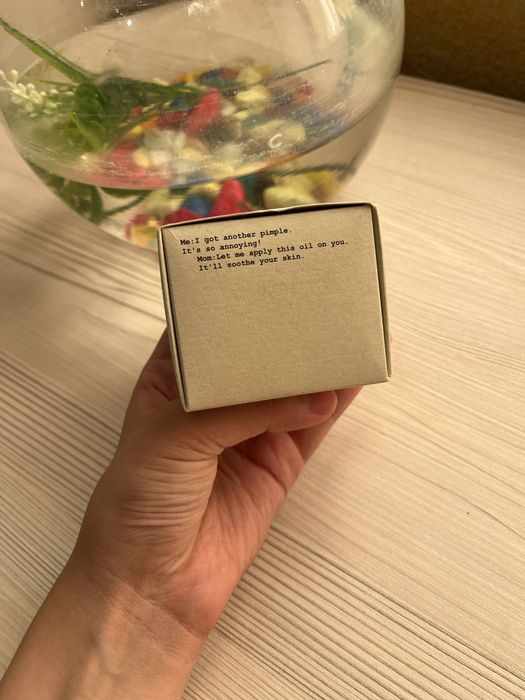 Me:I got another pimple.
It's so annoying!
Mom:Let me apply this oil on you.
It'll soothe your skin.